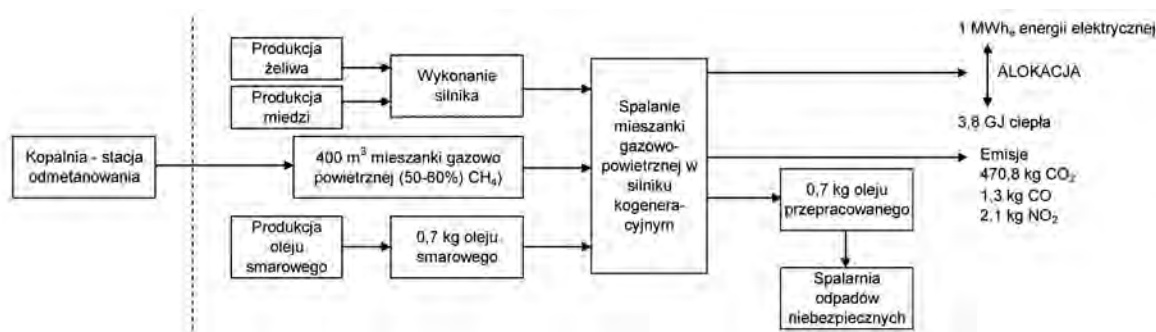 Produkcja
żeliwa
Produkcja
miedzi
Wykonanie
silnika
Kopalnia - stacja
odmetanowania
400 m³ mieszanki gazowo
powietrznej (50-80%) CH₄)
Produkcja
oleju
smarowego
0,7 kg oleju
smarowego
Spalanie
mieszanki
gazowo-
powietrznej w
silniku
kogenera-
cyjnym
1 MWhₑ energii elektrycznej
ALOKACJA
3,8 GJ ciepła
Emisje
470,8 kg CO₂
1,3 kg CO
2,1 kg NO₂
0,7 kg oleju
przepracowanego
Spalarnia
odpadów
niebezpiecznych